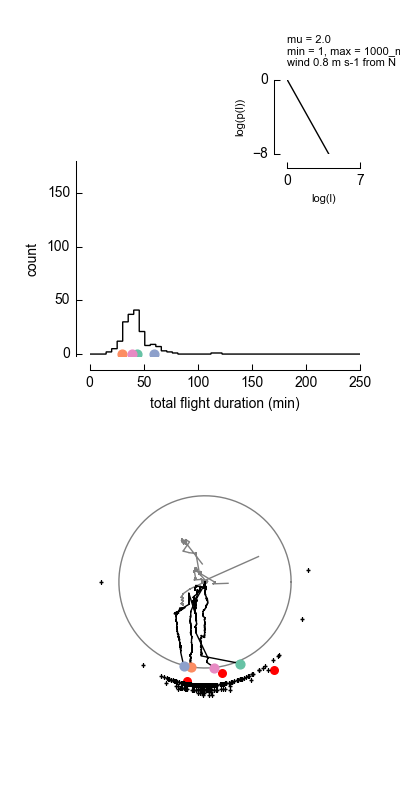 mu = 2.0
min = 1, max = 1000_m
wind 0.8 m s-1 from N
0
log(p(l))
−8
0 7
log(l)
150
100
50
0
count
0 50 100 150 200 250
total flight duration (min)